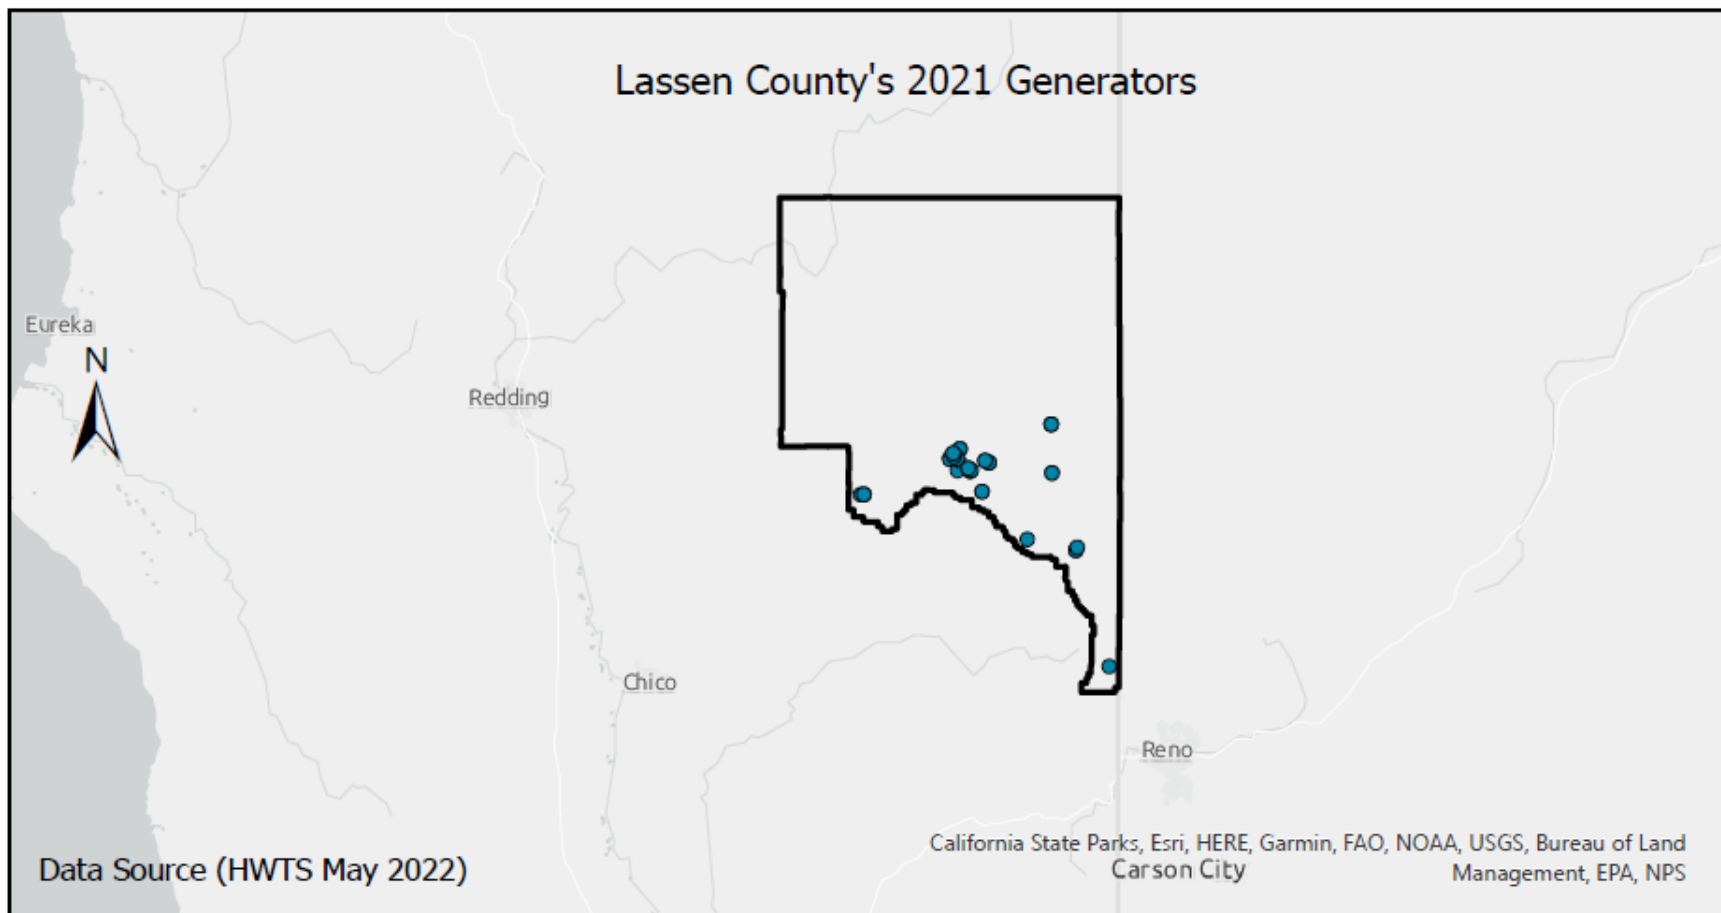 Lassen County's 2021 Generators
Eureka
N
Redding
Chico
Reno
California State Parks, Esri, HERE, Garmin, FAO, NOAA, USGS, Bureau of Land
Management, EPA, NPS
Carson City
Data Source (HWTS May 2022)